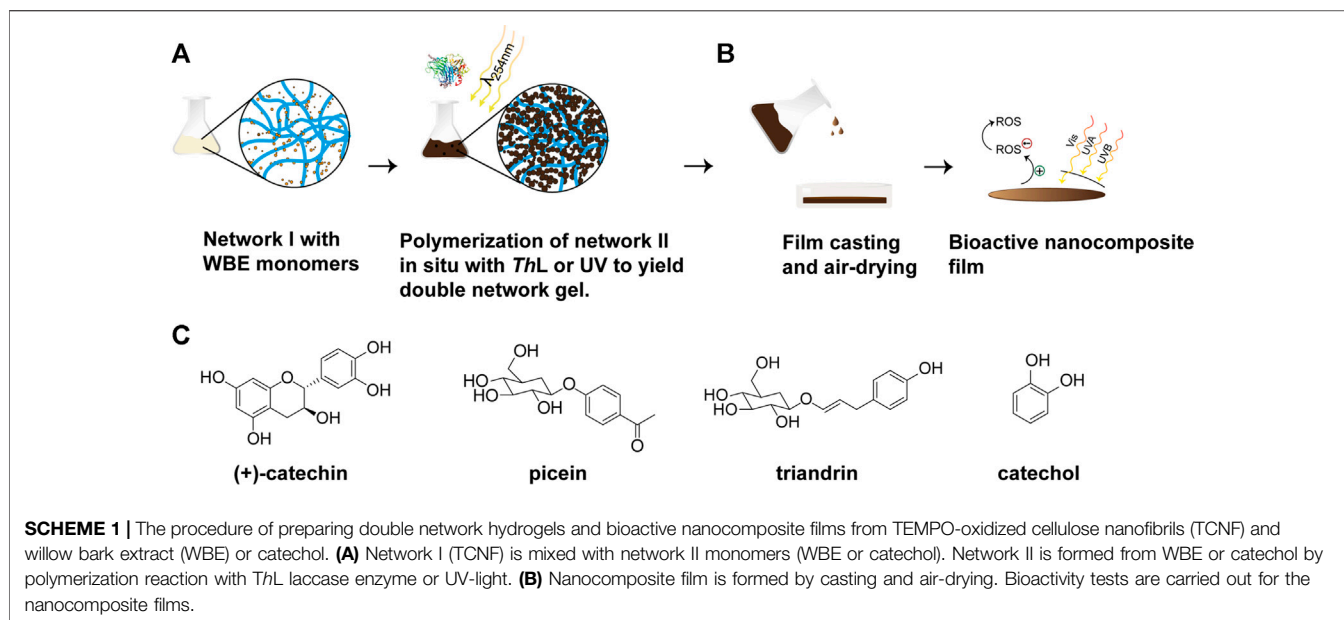 A
B
λ254nm
ROS
ROS
Vis
UVA
UVB
Network I with
WBE monomers
Polymerization of network II
in situ with ThL or UV to yield
double network gel.
Film casting
and air-drying
Bioactive nanocomposite
film
C
HO
O
OH
OH
OH
OH
(+)-catechin
OH
HO
HO
OH
O
O
picein
OH
HO
HO
OH
O
OH
triandrin
OH
OH
catechol
SCHEME 1 | The procedure of preparing double network hydrogels and bioactive nanocomposite films from TEMPO-oxidized cellulose nanofibrils (TCNF) and
willow bark extract (WBE) or catechol. (A) Network I (TCNF) is mixed with network II monomers (WBE or catechol). Network II is formed from WBE or catechol by
polymerization reaction with ThL laccase enzyme or UV-light. (B) Nanocomposite film is formed by casting and air-drying. Bioactivity tests are carried out for the
nanocomposite films.